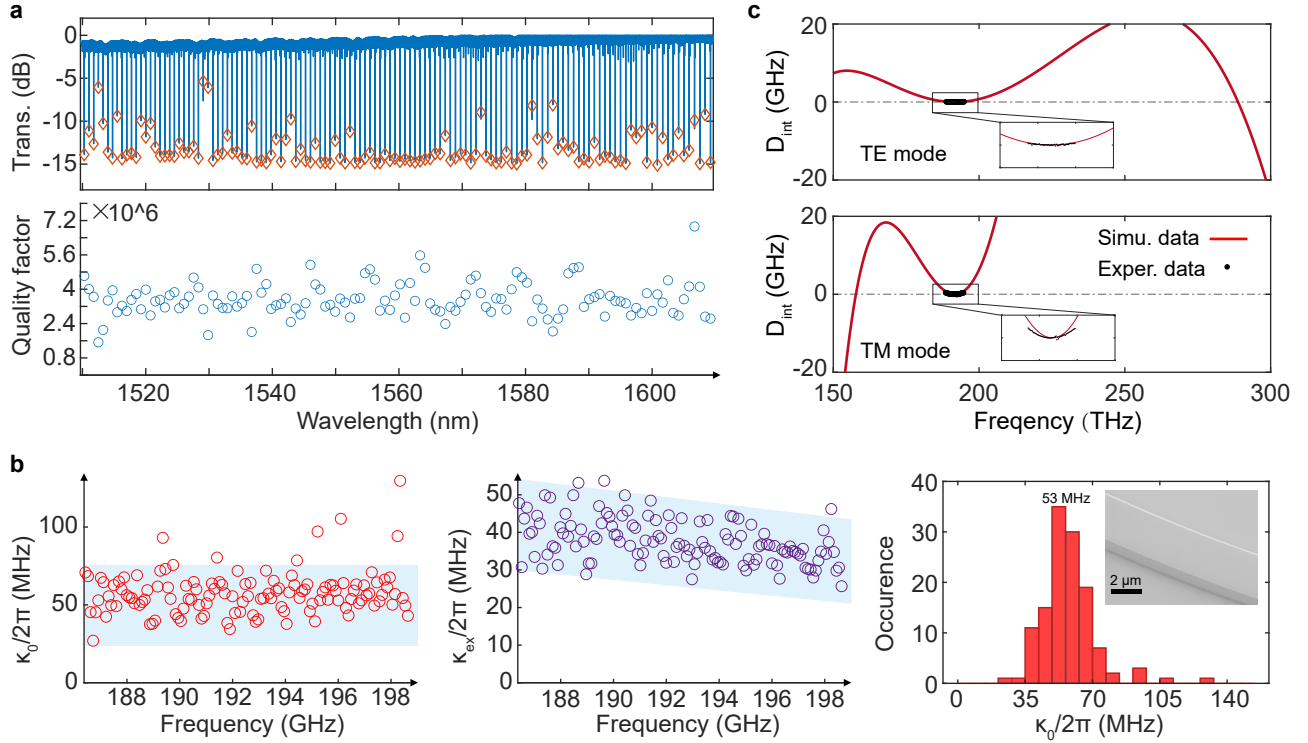 a
Trans. (dB)
0
-5
-10
-15
Quality factor
×10^6
7.2
5.6
4
2.4
0.8
1520
1540
1560
1580
1600
Wavelength (nm)
c
D_int (GHz)
20
0
-20
TE mode
D_int (GHz)
20
0
-20
TM mode
Simu. data
Exper. data
150
200
250
300
Freqency (THz)
b
κ₀/2π (MHz)
100
50
0
188
190
192
194
196
198
Frequency (GHz)
κ_ex/2π (MHz)
50
40
30
20
10
0
188
190
192
194
196
198
Frequency (GHz)
Occurence
40
30
20
10
0
53 MHz
2 μm
0
35
70
105
140
κ₀/2π (MHz)